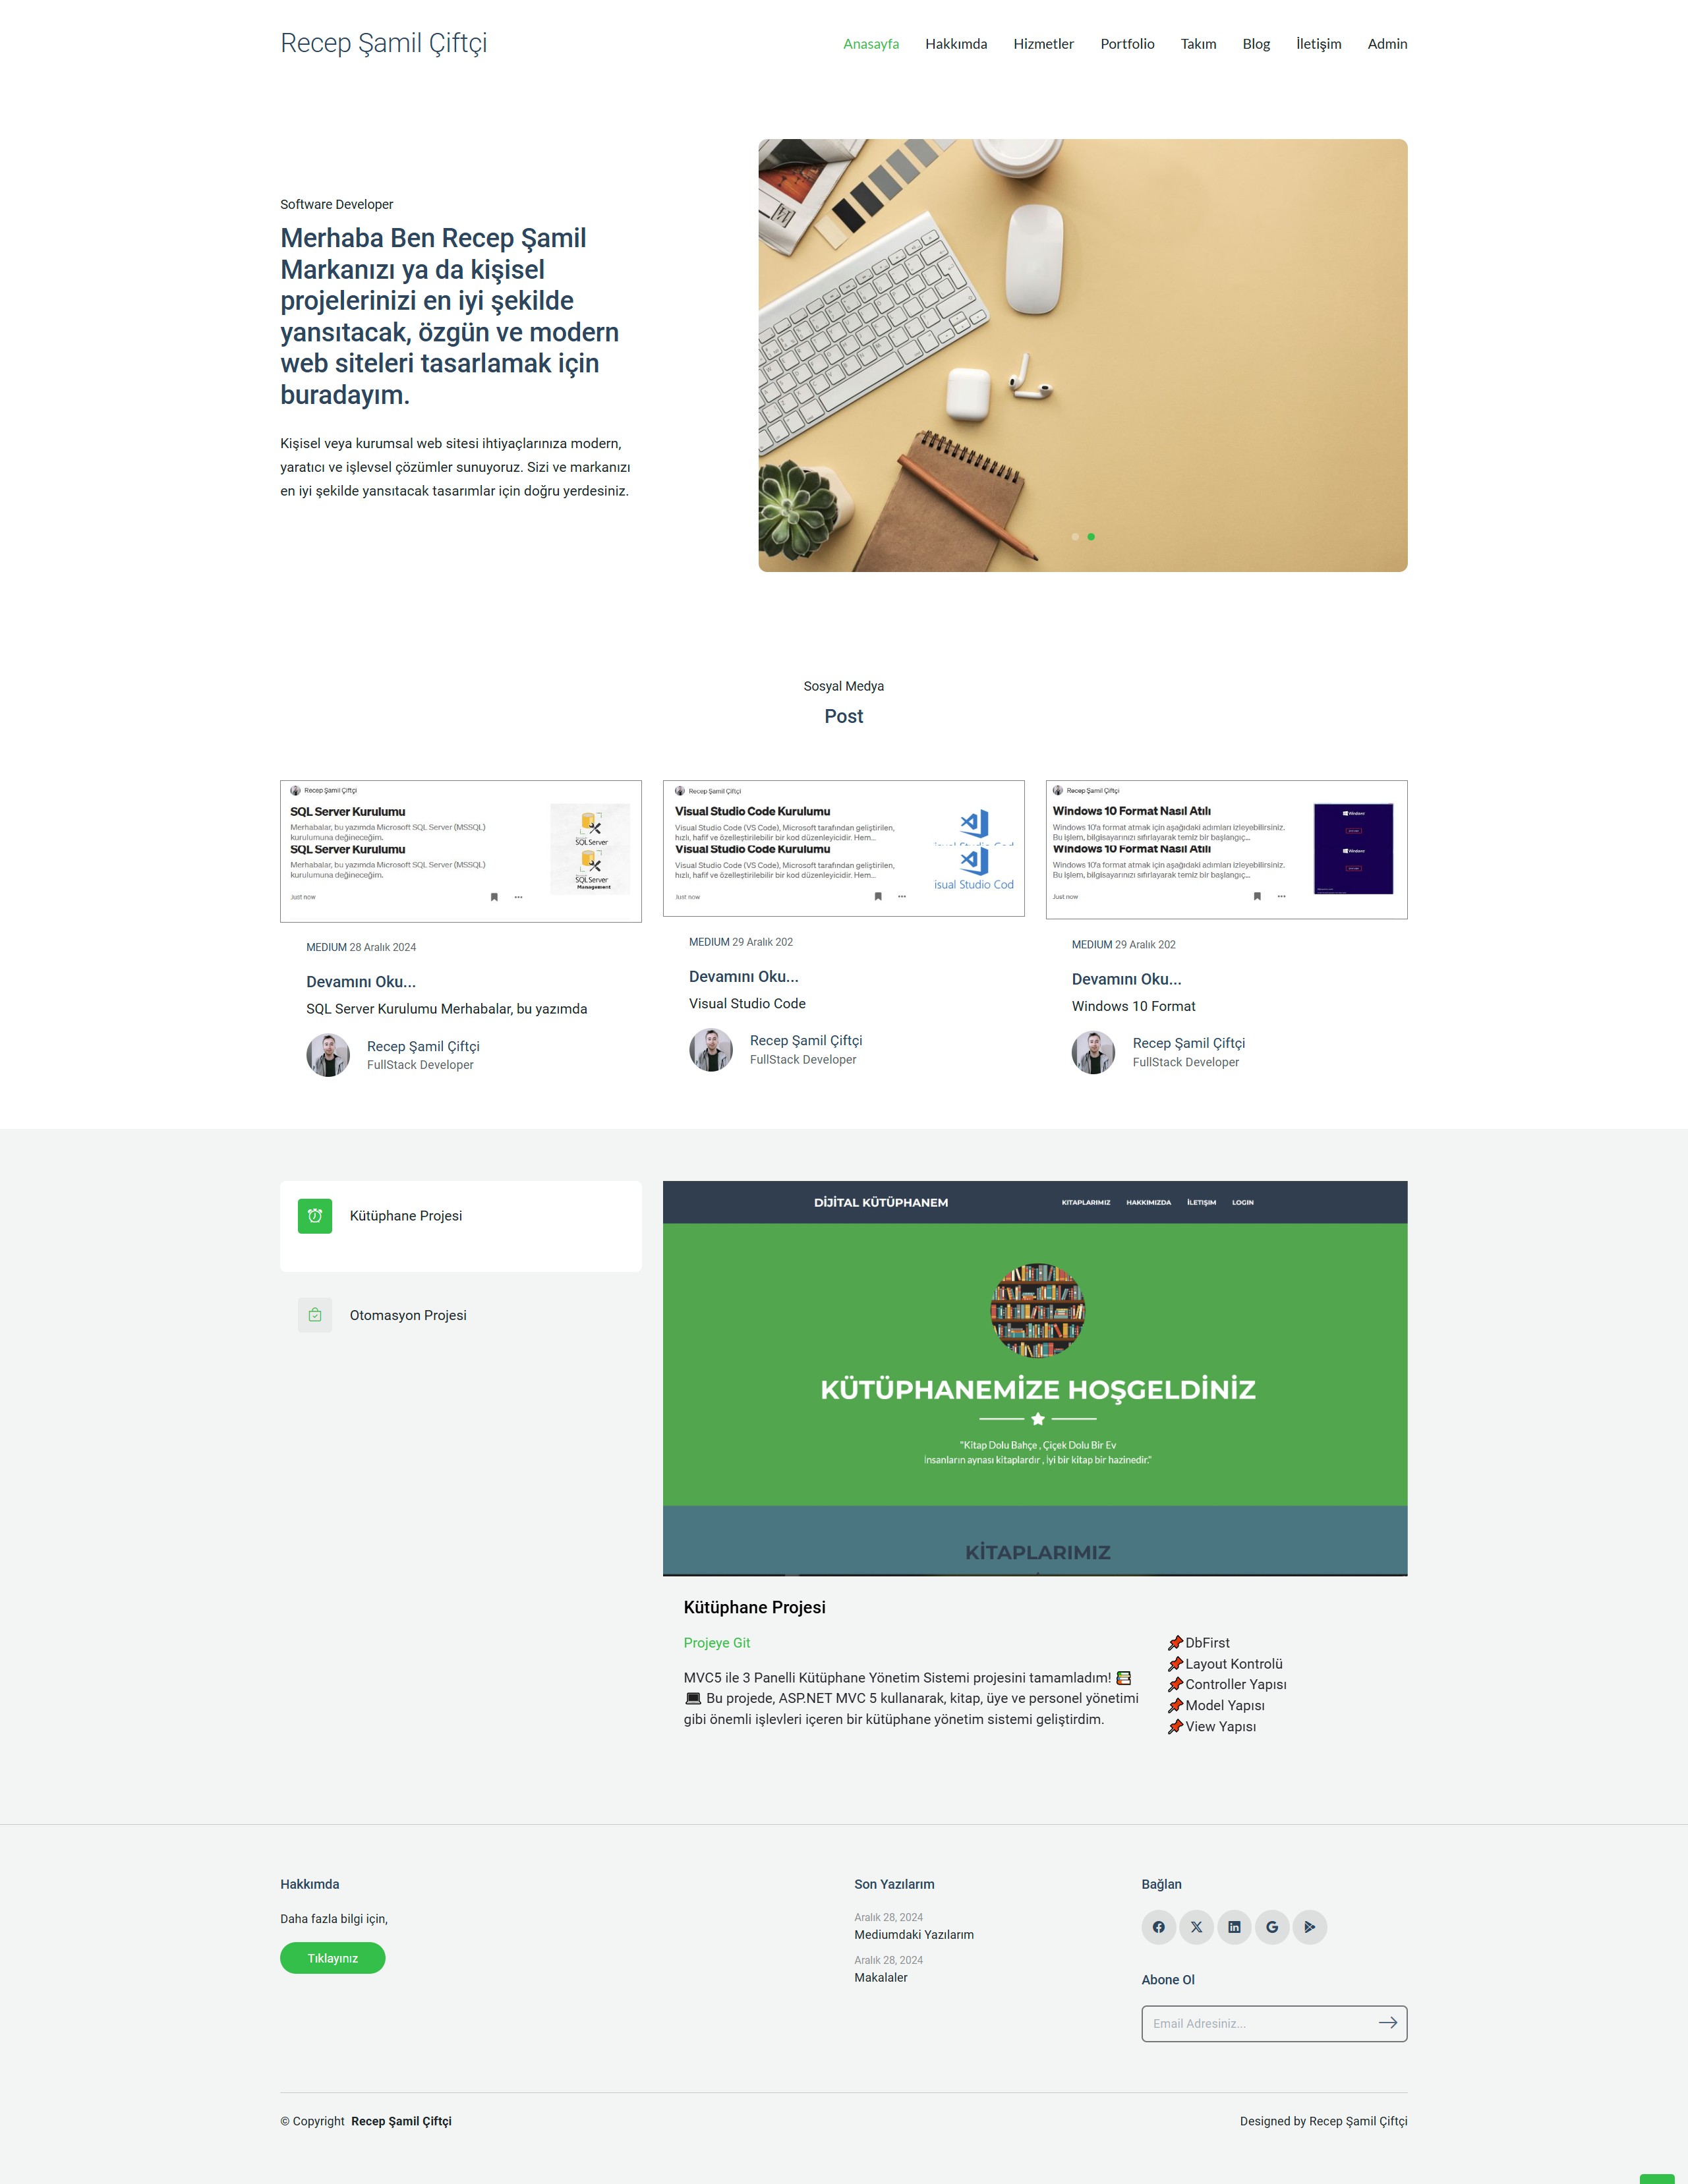 Recep Şamil Çiftçi
Anasayfa Hakkımda Hizmetler Portfolio Takım Blog İletişim Admin
Software Developer
Merhaba Ben Recep Şamil
Markanızı ya da kişisel
projelerinizi en iyi şekilde
yansıtacak, özgün ve modern
web siteleri tasarlamak için
buradayım.
Kişisel veya kurumsal web sitesi ihtiyaçlarınıza modern,
yaratıcı ve işlevsel çözümler sunuyoruz. Sizi ve markanızı
en iyi şekilde yansıtacak tasarımlar için doğru yerdesiniz.
Sosyal Medya
Post
Recep Şamil Çiftçi
SQL Server Kurulumu
Merhabalar, bu yazımda Microsoft SQL Server (MSSQL)
kurulumuna değineceğim.
SQL Server Kurulumu
Merhabalar, bu yazımda Microsoft SQL Server (MSSQL)
kurulumuna değineceğim.
Just now
SQL Server
SQL Server
Management
MEDIUM 28 Aralık 2024
Devamını Oku...
SQL Server Kurulumu Merhabalar, bu yazımda
Recep Şamil Çiftçi
FullStack Developer
Recep Şamil Çiftçi
Visual Studio Code Kurulumu
Visual Studio Code (VS Code), Microsoft tarafından geliştirilen,
hızlı, hafif ve özelleştirilebilir bir kod düzenleyicidir. Hem...
Visual Studio Code Kurulumu
Visual Studio Code (VS Code), Microsoft tarafından geliştirilen,
hızlı, hafif ve özelleştirilebilir bir kod düzenleyicidir. Hem...
Just now
isual Studio Cod
MEDIUM 29 Aralık 202
Devamını Oku...
Visual Studio Code
Recep Şamil Çiftçi
FullStack Developer
Recep Şamil Çiftçi
Windows 10 Format Nasıl Atılı
Windows 10'a format atmak için aşağıdaki adımları izleyebilirsiniz.
Bu işlem, bilgisayarınızı sıfırlayarak temiz bir başlangıç...
Windows 10 Format Nasıl Atılı
Windows 10'a format atmak için aşağıdaki adımları izleyebilirsiniz.
Bu işlem, bilgisayarınızı sıfırlayarak temiz bir başlangıç...
Just now
Windows
Windows
MEDIUM 29 Aralık 202
Devamını Oku...
Windows 10 Format
Recep Şamil Çiftçi
FullStack Developer
Kütüphane Projesi
Otomasyon Projesi
DİJİTAL KÜTÜPHANEM
KITAPLARIMIZ HAKKIMIZDA İLETIŞIM LOGIN
KÜTÜPHANEMİZE HOŞGELDİNİZ
"Kitap Dolu Bahçe , Çiçek Dolu Bir Ev
İnsanların aynası kitaplardır , İyi bir kitap bir hazinedir."
KİTAPLARIMIZ
Kütüphane Projesi
Projeye Git
MVC5 ile 3 Panelli Kütüphane Yönetim Sistemi projesini tamamladım! 📚
💻 Bu projede, ASP.NET MVC 5 kullanarak, kitap, üye ve personel yönetimi
gibi önemli işlevleri içeren bir kütüphane yönetim sistemi geliştirdim.
📌DbFirst
📌Layout Kontrolü
📌Controller Yapısı
📌Model Yapısı
📌View Yapısı
Hakkımda
Daha fazla bilgi için,
Tıklayınız
Son Yazılarım
Aralık 28, 2024
Mediumdaki Yazılarım
Aralık 28, 2024
Makalaler
Bağlan
Abone Ol
Email Adresiniz...
© Copyright Recep Şamil Çiftçi
Designed by Recep Şamil Çiftçi